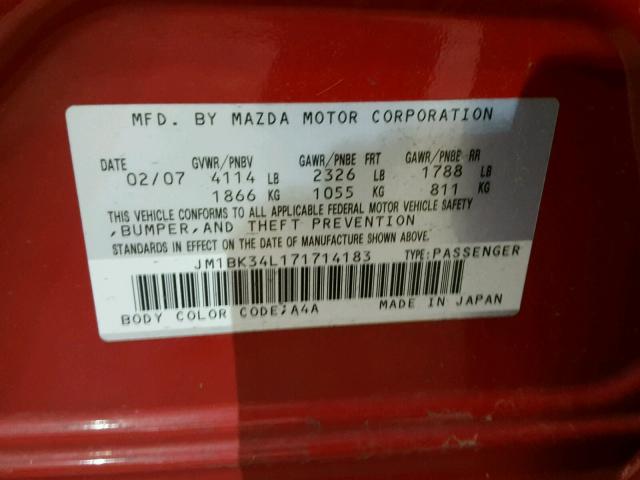 MFD. BY MAZDA MOTOR CORPORATION
DATE GVWR/PNBV GAWR/PNBE FRT GAWR/PNBE RR
02/07 4114 LB 2326 LB 1788 LB
1866 KG 1055 KG 811 KG
THIS VEHICLE CONFORMS TO ALL APPLICABLE FEDERAL MOTOR VEHICLE SAFETY
,BUMPER,AND THEFT PREVENTION
STANDARDS IN EFFECT ON THE DATE OF MANUFACTURE SHOWN ABOVE.
JM1BK34L171714183 TYPE:PASSENGER
BODY COLOR CODE;A4A MADE IN JAPAN